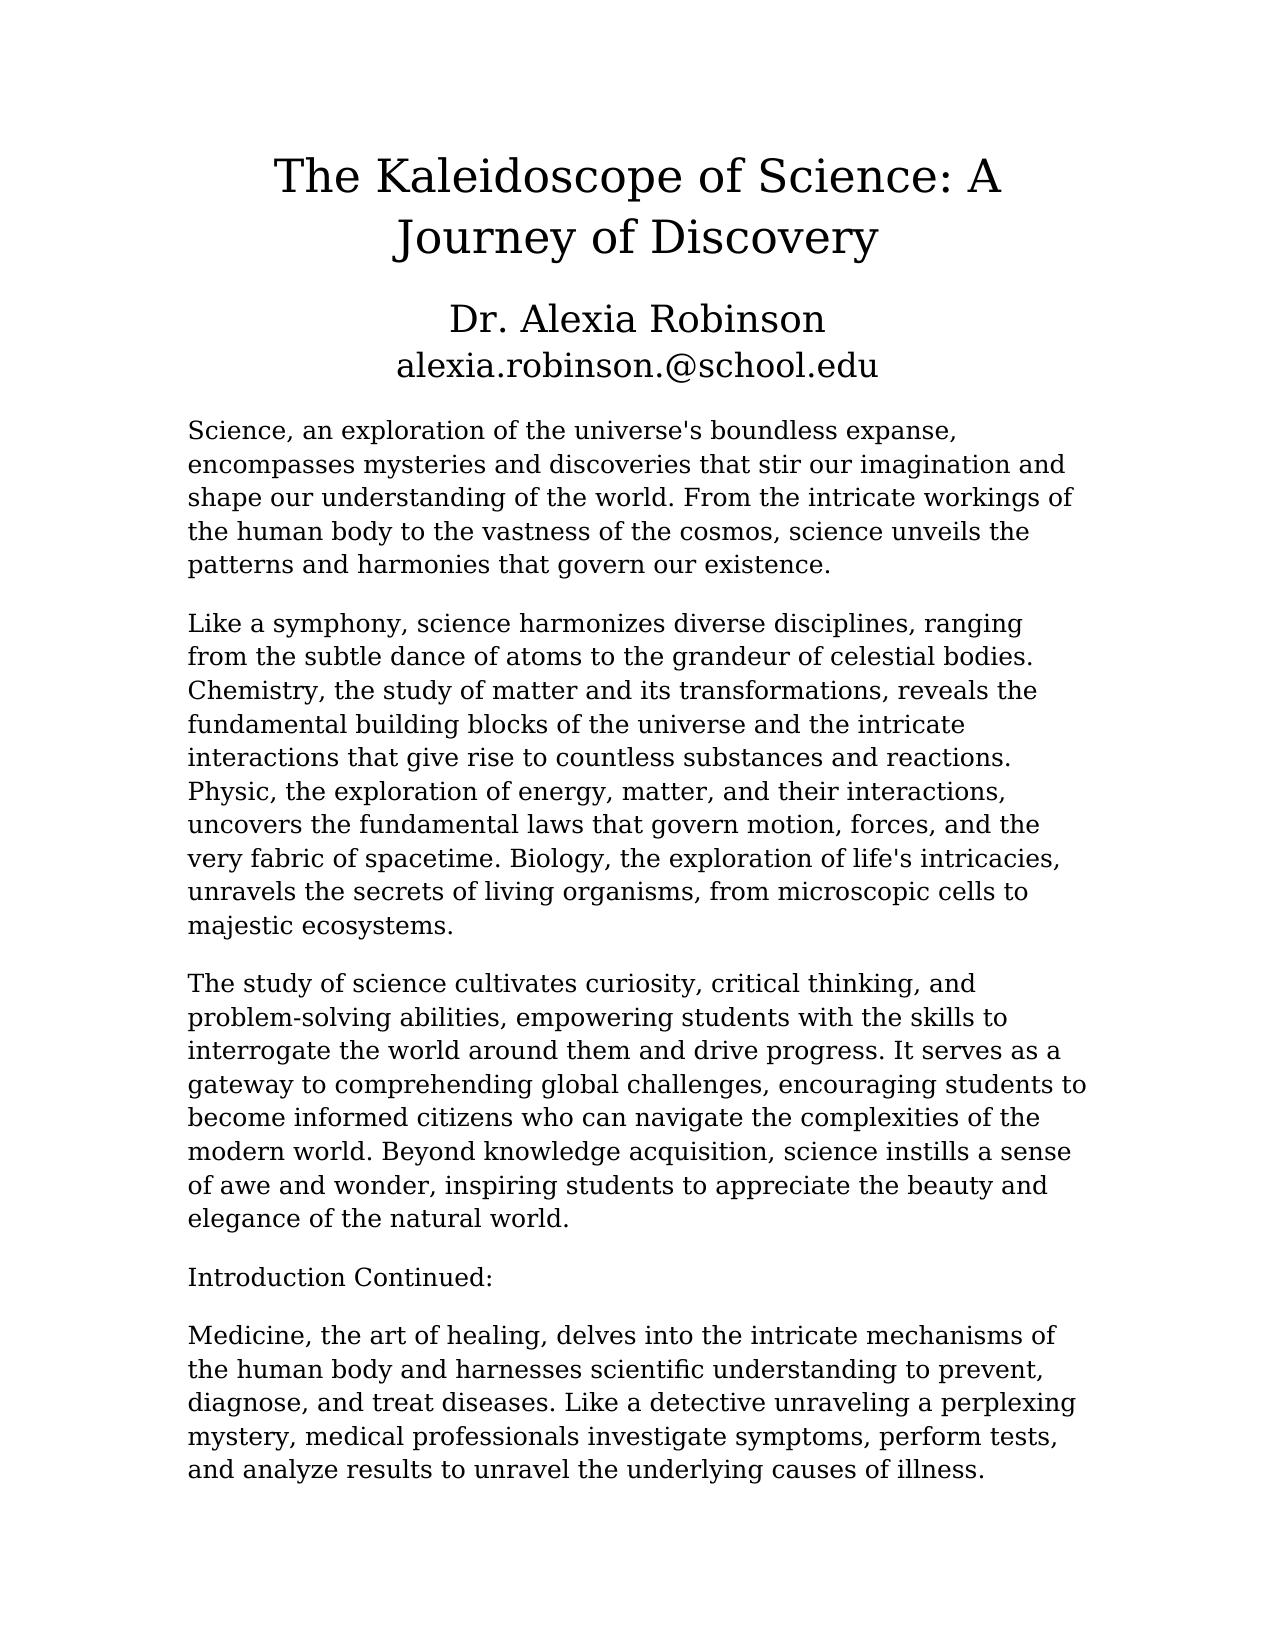 The Kaleidoscope of Science: A
Journey of Discovery
Dr. Alexia Robinson
alexia.robinson.@school.edu
Science, an exploration of the universe's boundless expanse,
encompasses mysteries and discoveries that stir our imagination and
shape our understanding of the world. From the intricate workings of
the human body to the vastness of the cosmos, science unveils the
patterns and harmonies that govern our existence.
Like a symphony, science harmonizes diverse disciplines, ranging
from the subtle dance of atoms to the grandeur of celestial bodies.
Chemistry, the study of matter and its transformations, reveals the
fundamental building blocks of the universe and the intricate
interactions that give rise to countless substances and reactions.
Physic, the exploration of energy, matter, and their interactions,
uncovers the fundamental laws that govern motion, forces, and the
very fabric of spacetime. Biology, the exploration of life's intricacies,
unravels the secrets of living organisms, from microscopic cells to
majestic ecosystems.
The study of science cultivates curiosity, critical thinking, and
problem-solving abilities, empowering students with the skills to
interrogate the world around them and drive progress. It serves as a
gateway to comprehending global challenges, encouraging students to
become informed citizens who can navigate the complexities of the
modern world. Beyond knowledge acquisition, science instills a sense
of awe and wonder, inspiring students to appreciate the beauty and
elegance of the natural world.
Introduction Continued:
Medicine, the art of healing, delves into the intricate mechanisms of
the human body and harnesses scientific understanding to prevent,
diagnose, and treat diseases. Like a detective unraveling a perplexing
mystery, medical professionals investigate symptoms, perform tests,
and analyze results to unravel the underlying causes of illness.